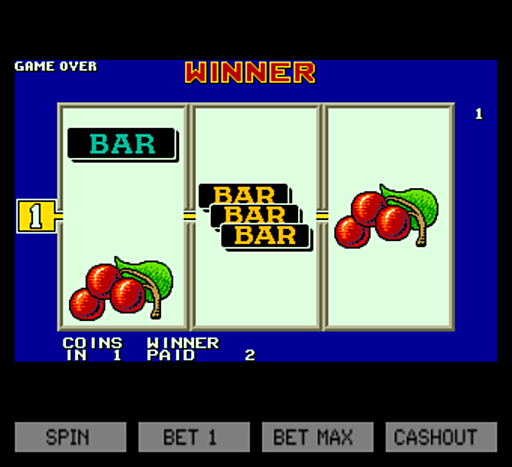 GAME OVER
WINNER
1
BAR
BAR
BAR
BAR
1
COINS WINNER
IN 1 PAID 2
SPIN
BET 1
BET MAX
CASHOUT